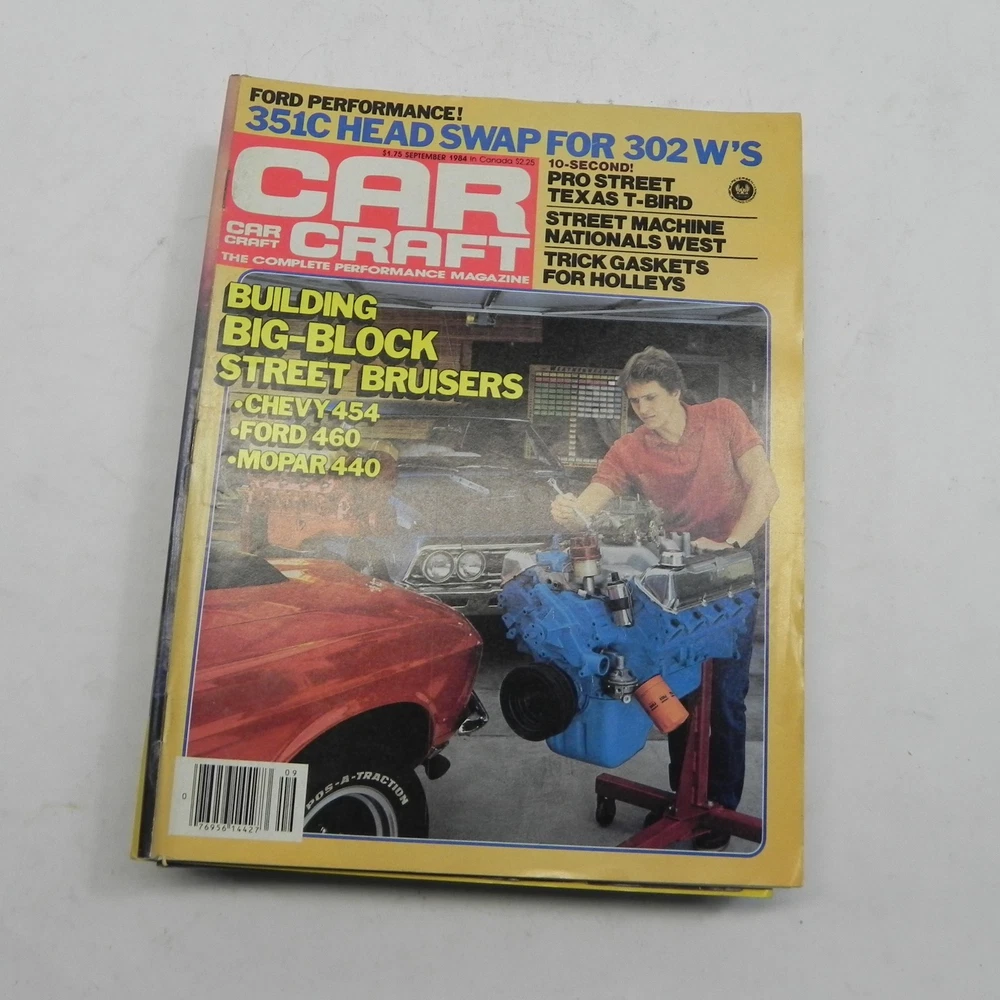 FORD PERFORMANCE!
351C HEAD SWAP FOR 302 W'S
$1.75 SEPTEMBER 1984 In Canada $2.25
CAR
CAR
CRAFT
CRAFT
THE COMPLETE PERFORMANCE MAGAZINE
10-SECOND!
PRO STREET
TEXAS T-BIRD
STREET MACHINE
NATIONALS WEST
TRICK GASKETS
FOR HOLLEYS
BUILDING
BIG-BLOCK
STREET BRUISERS
•CHEVY 454
•FORD 460
•MOPAR 440
POS-A-TRACTION
09
0
76956 14427